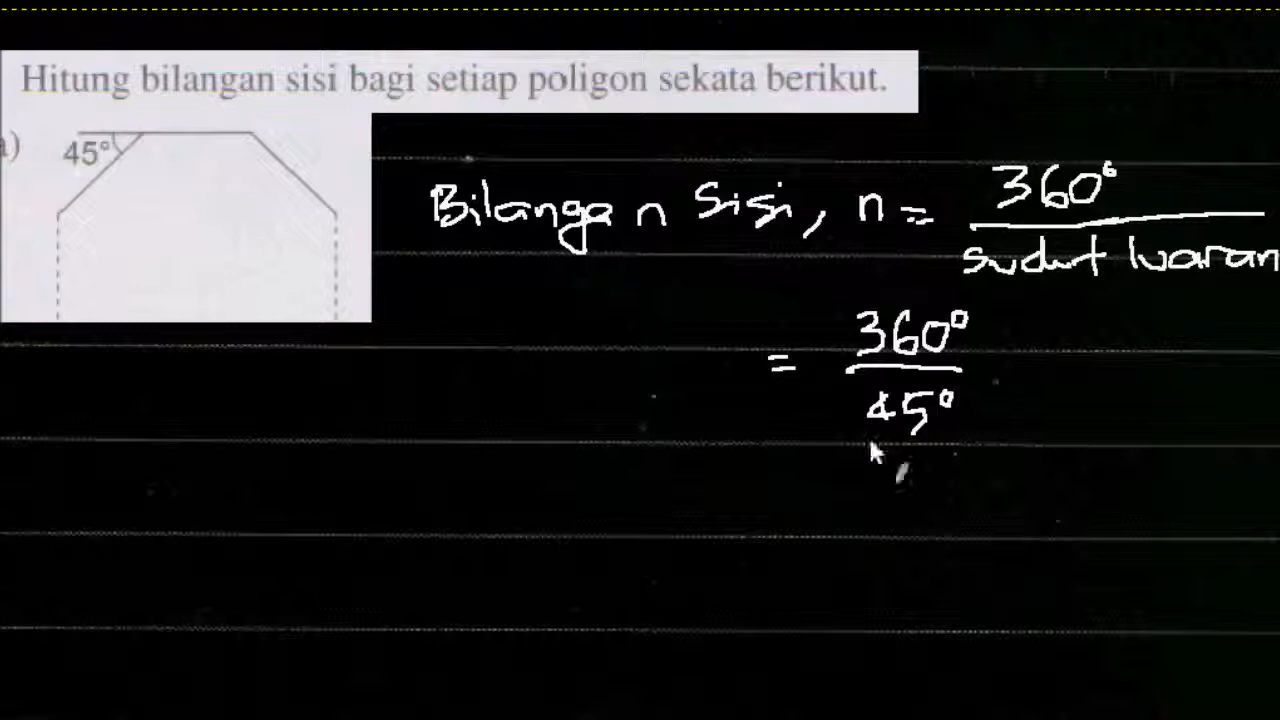 Hitung bilangan sisi bagi setiap poligon sekata berikut.
a)
45°
Bilangan Sisi, n = 360°
sudut luaran
= 360°
45°